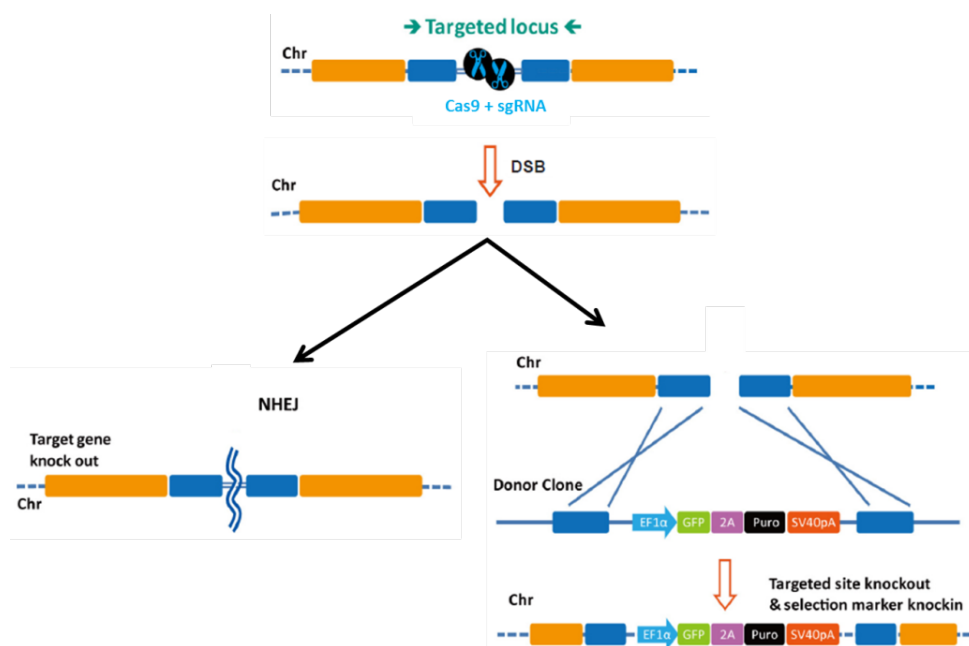 → Targeted locus ←
Chr
Cas9 + sgRNA
DSB
Chr
NHEJ
Target gene
knock out
Chr
Chr
Donor Clone
EF1α GFP 2A Puro SV40pA
Targeted site knockout
& selection marker knockin
Chr
EF1α GFP 2A Puro SV40pA